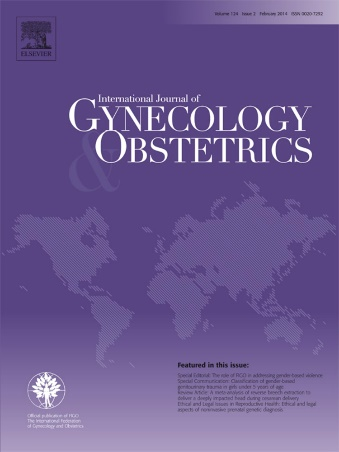 Volume 124 Issue 2 February 2014 ISSN 0020-7292
ELSEVIER
International Journal of
GYNECOLOGY
& OBSTETRICS
Featured in this issue:
Special Editorial: The role of FIGO in addressing gender-based violence
Special Communication: Classification of gender-based
genitourinary trauma in girls under 5 years of age
Review Article: A meta-analysis of reverse breech extraction to
deliver a deeply impacted head during cesarean delivery
Ethical and Legal Issues in Reproductive Health: Ethical and legal
aspects of noninvasive prenatal genetic diagnosis
Official publication of FIGO
The International Federation
of Gynecology and Obstetrics